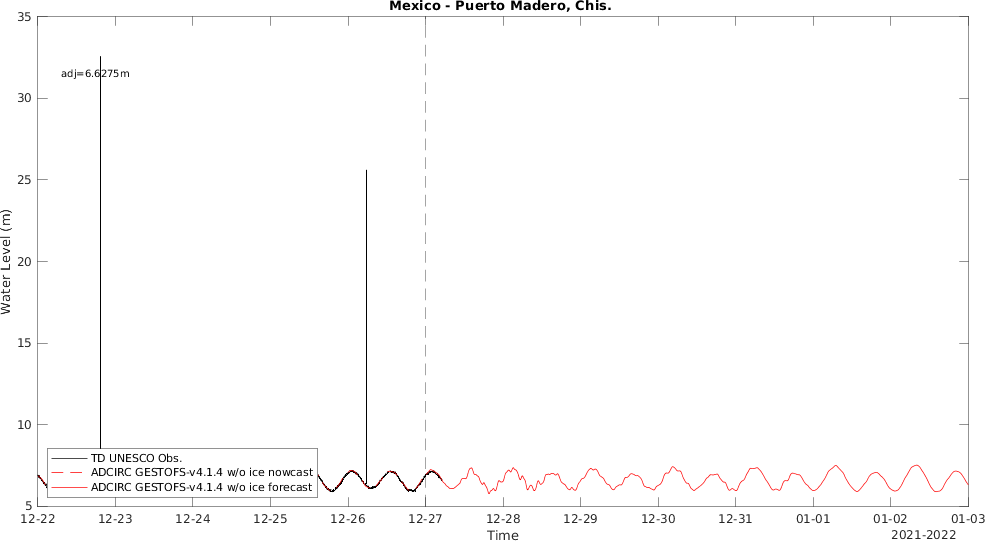 Mexico - Puerto Madero, Chis.
35
adj=6.6275m
30
25
20
15
10
5
Water Level (m)
TD UNESCO Obs.
ADCIRC GESTOFS-v4.1.4 w/o ice nowcast
ADCIRC GESTOFS-v4.1.4 w/o ice forecast
12-22 12-23 12-24 12-25 12-26 12-27 12-28 12-29 12-30 12-31 01-01 01-02 01-03
Time
2021-2022